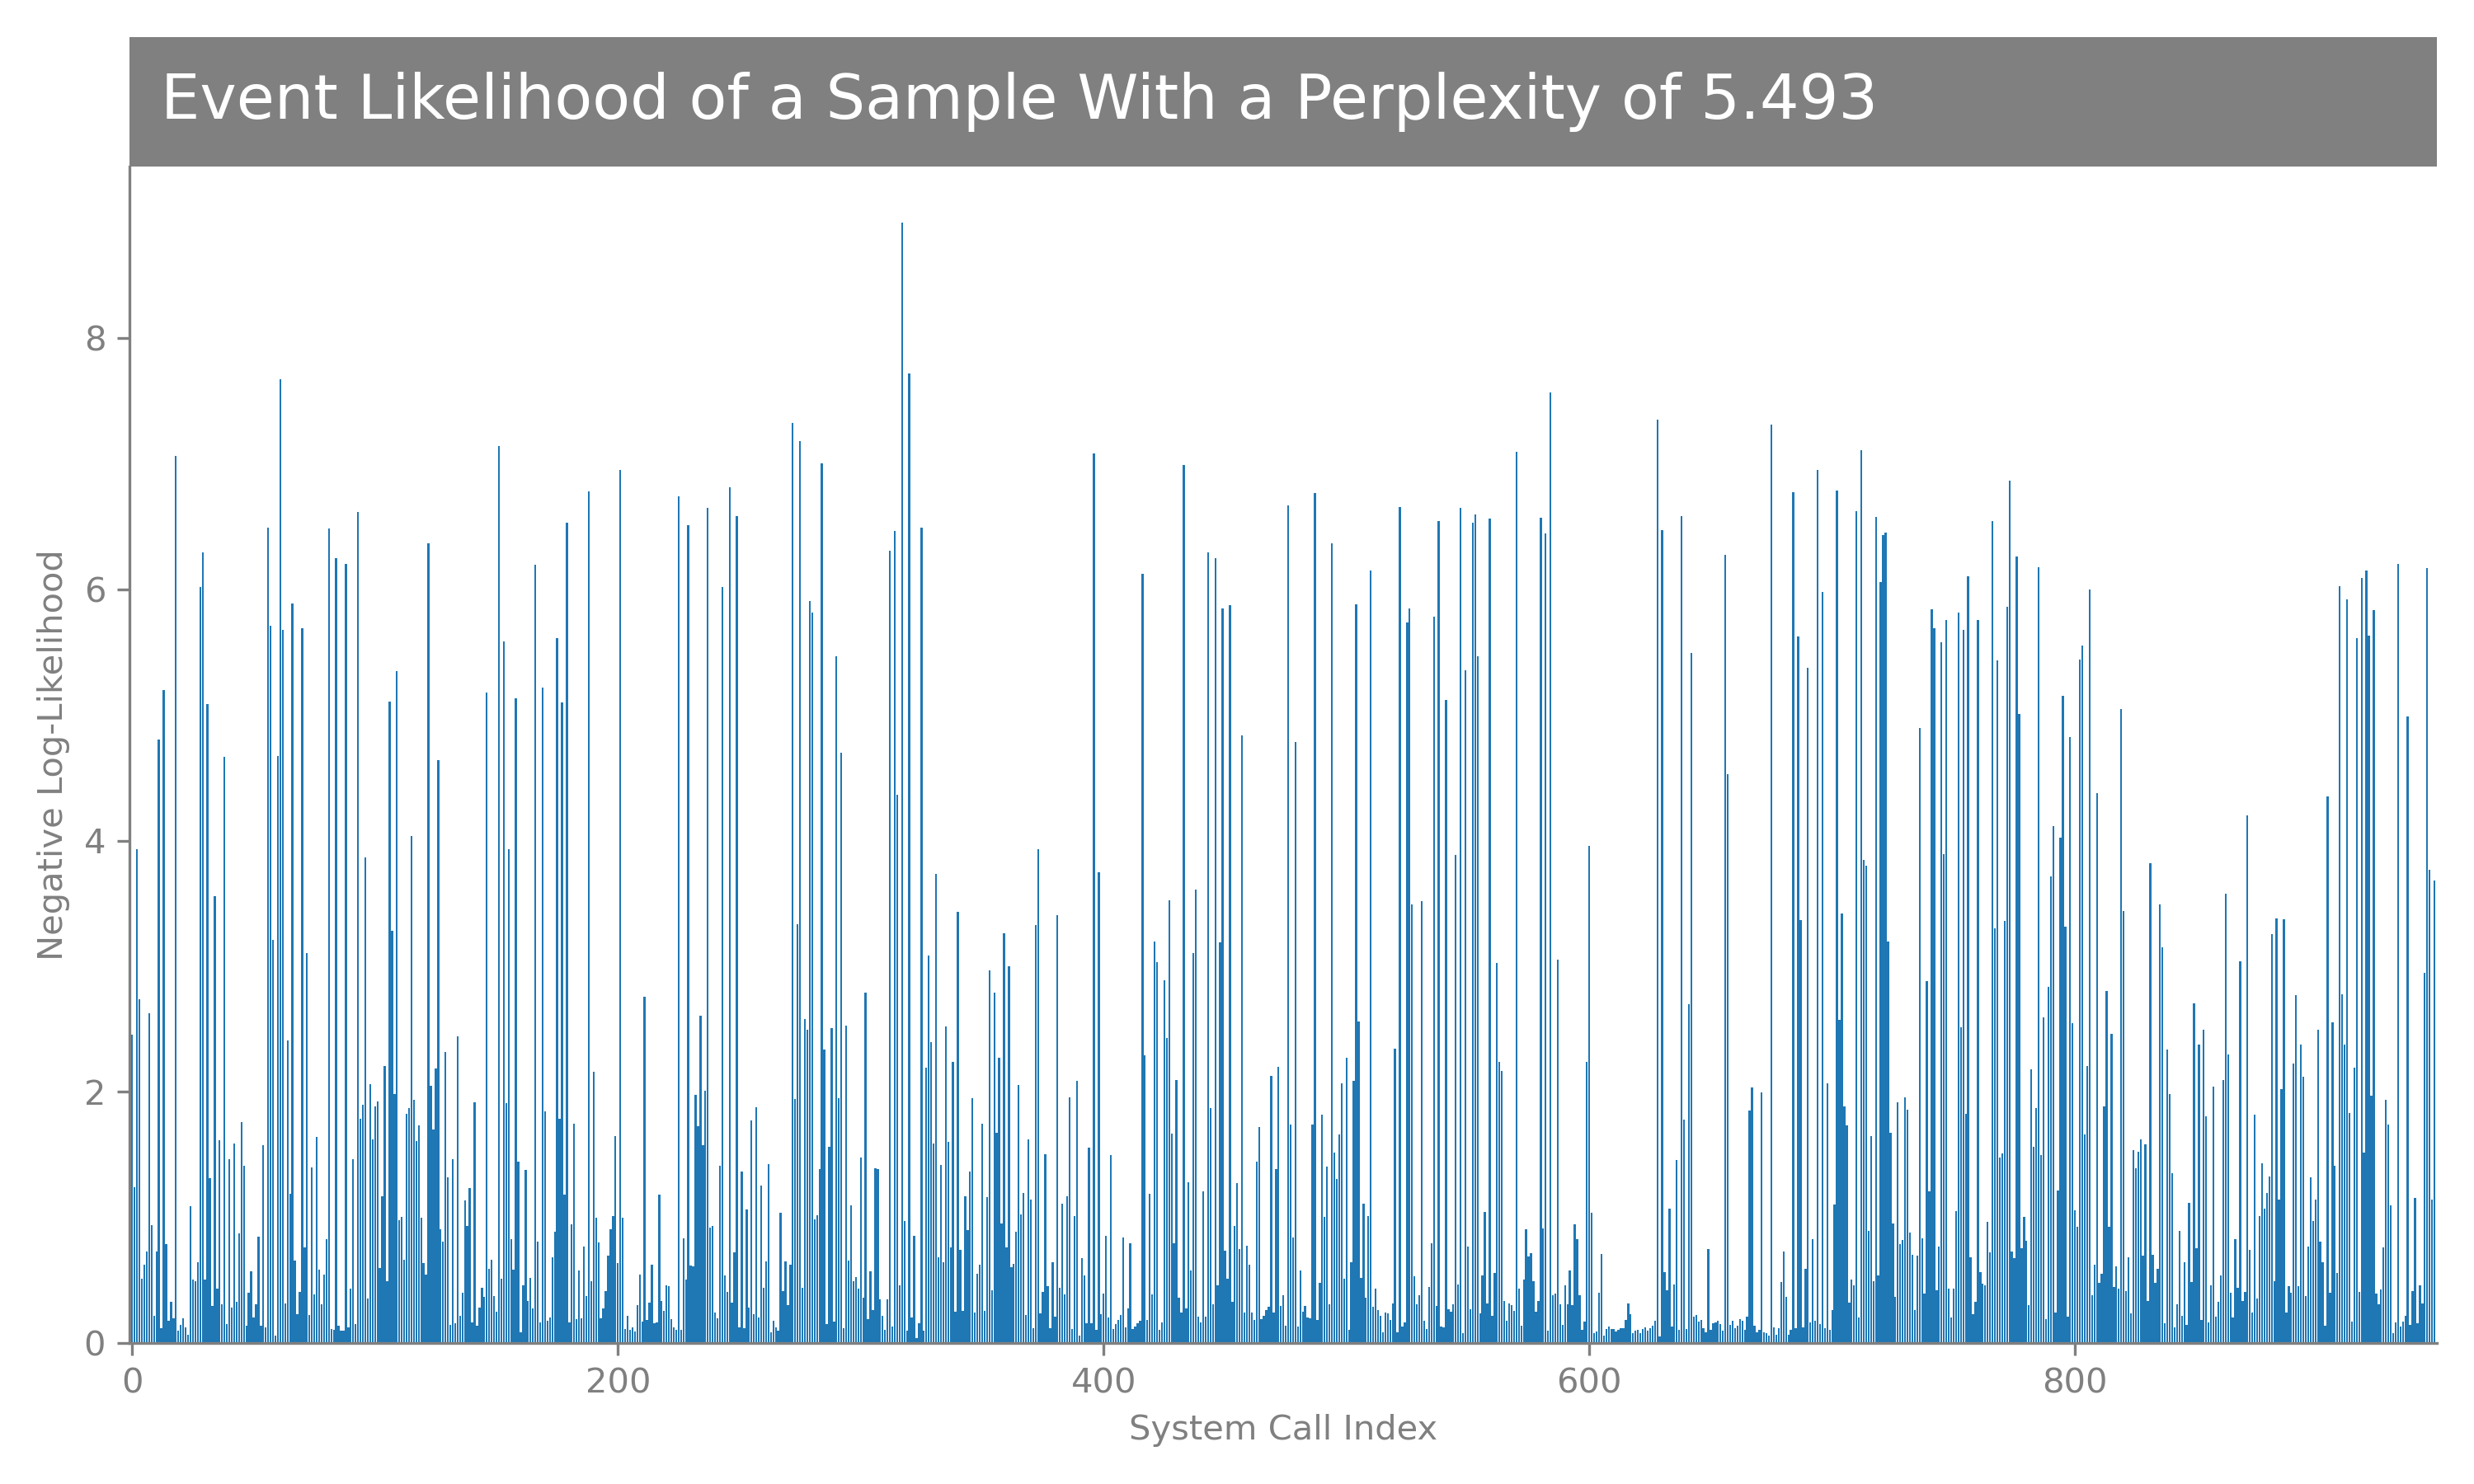 Event Likelihood of a Sample With a Perplexity of 5.493
Negative Log-Likelihood
8
6
4
2
0
0 200 400 600 800
System Call Index